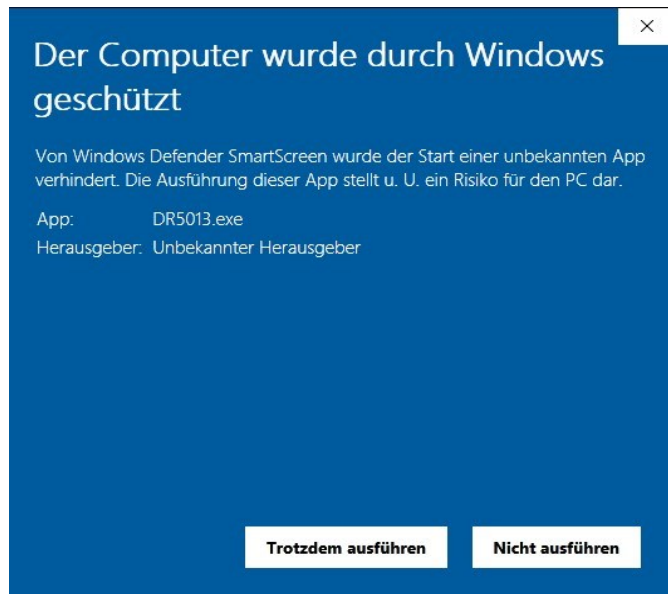 Der Computer wurde durch Windows
geschützt
Von Windows Defender SmartScreen wurde der Start einer unbekannten App
verhindert. Die Ausführung dieser App stellt u. U. ein Risiko für den PC dar.
App: DR5013.exe
Herausgeber: Unbekannter Herausgeber
Trotzdem ausführen Nicht ausführen